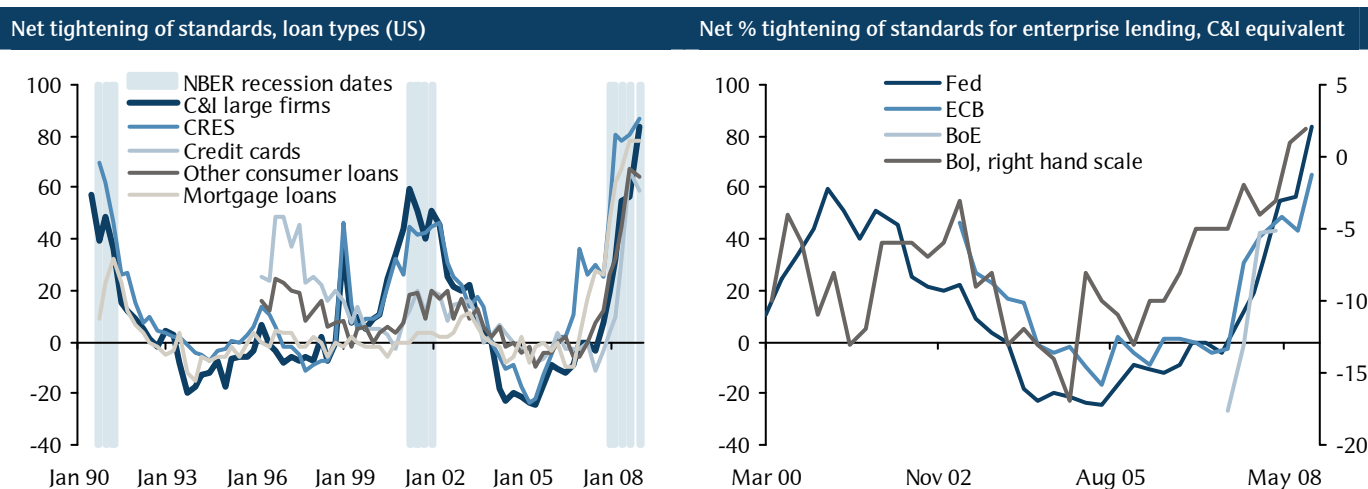 Net tightening of standards, loan types (US)
100
80
60
40
20
0
-20
-40
NBER recession dates
C&I large firms
CRES
Credit cards
Other consumer loans
Mortgage loans
Jan 90 Jan 93 Jan 96 Jan 99 Jan 02 Jan 05 Jan 08
Net % tightening of standards for enterprise lending, C&I equivalent
100
80
60
40
20
0
-20
-40
Fed
ECB
BoE
BoJ, right hand scale
5
0
-5
-10
-15
-20
Mar 00 Nov 02 Aug 05 May 08